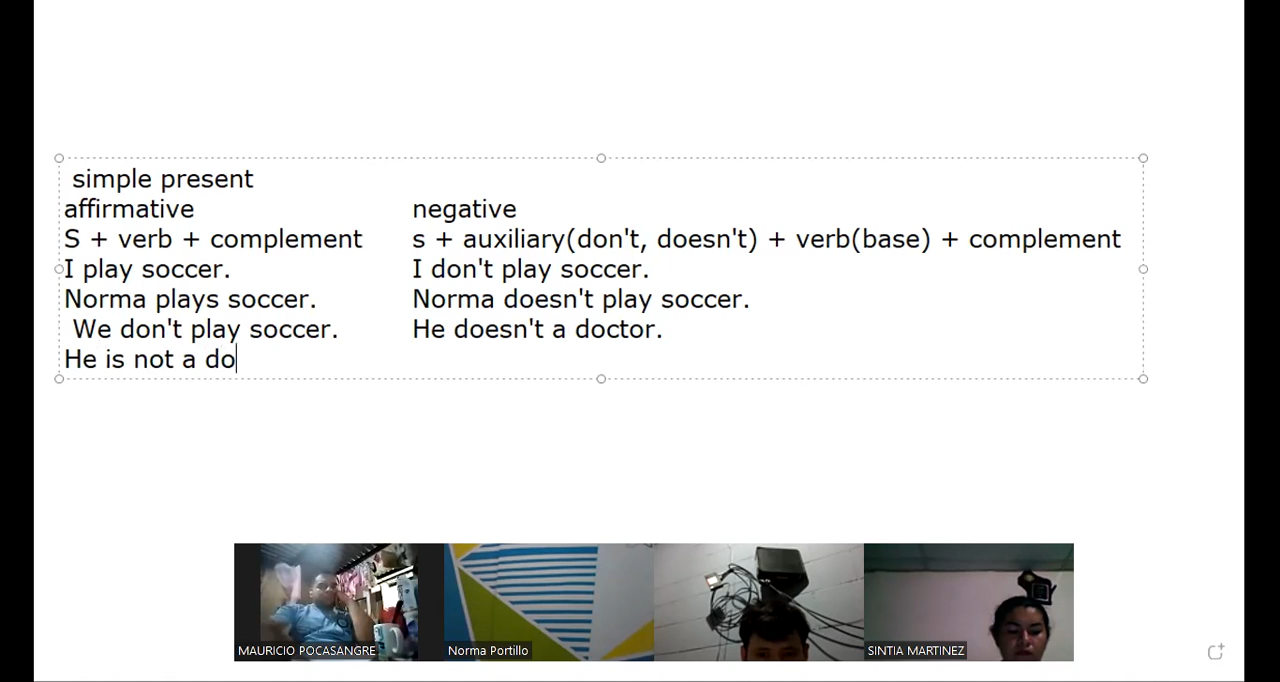 simple present
affirmative negative
S + verb + complement s + auxiliary(don't, doesn't) + verb(base) + complement
I play soccer. I don't play soccer.
Norma plays soccer. Norma doesn't play soccer.
We don't play soccer. He doesn't a doctor.
He is not a do
MAURICIO POCASANGRE Norma Portillo SINTIA MARTINEZ